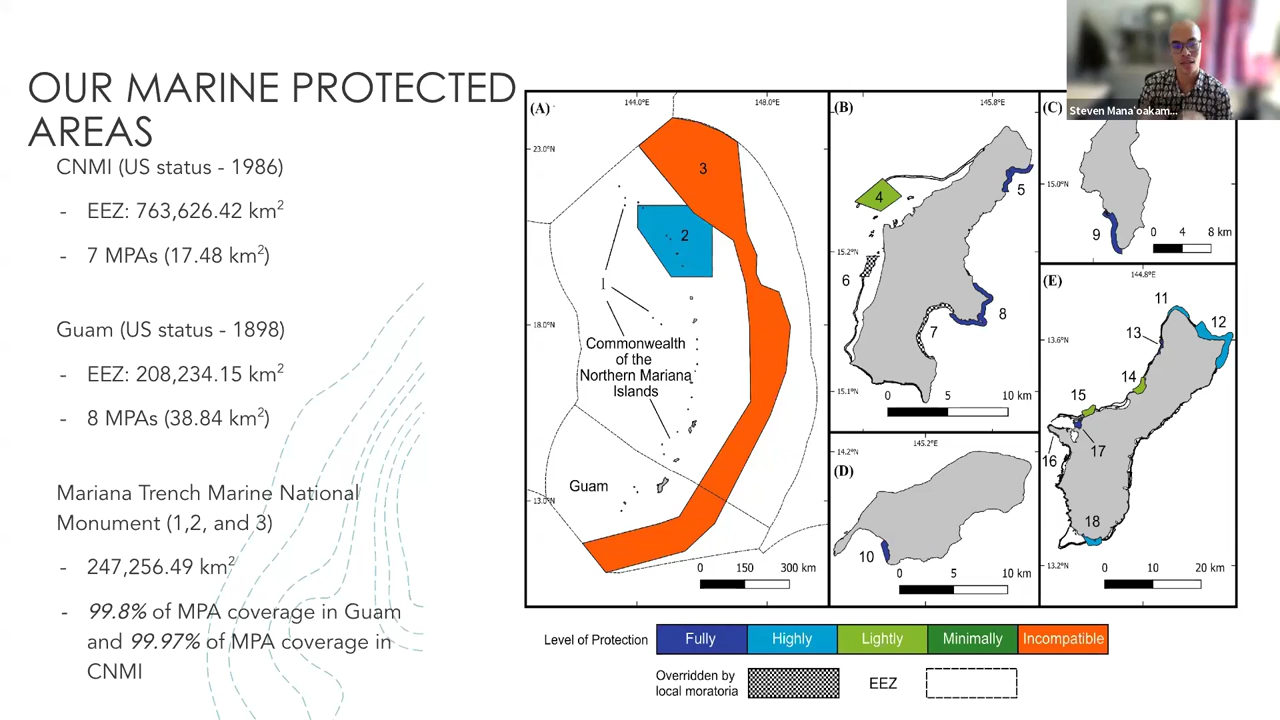 OUR MARINE PROTECTED
AREAS
CNMI (US status - 1986)
- EEZ: 763,626.42 km²
- 7 MPAs (17.48 km²)
Guam (US status - 1898)
- EEZ: 208,234.15 km²
- 8 MPAs (38.84 km²)
Mariana Trench Marine National
Monument (1,2, and 3)
- 247,256.49 km²
- 99.8% of MPA coverage in Guam
and 99.97% of MPA coverage in
CNMI
(A)
144.0°E
148.0°E
23.0°N
3
2
1
18.0°N
Commonwealth
of the
Northern Mariana
Islands
Guam
13.0°N
0 150 300 km
(B)
145.8°E
4
5
15.2°N
6
8
7
15.1°N
0 5 10 km
(C)
15.0°N
9
0 4 8 km
(D)
14.2°N
145.2°E
10
0 5 10 km
(E)
144.8°E
11
12
13
13.6°N
14
15
16
17
18
13.2°N
0 10 20 km
Level of Protection
Fully
Highly
Lightly
Minimally
Incompatible
Overridden by
local moratoria
EEZ
Steven Mana'oakam...